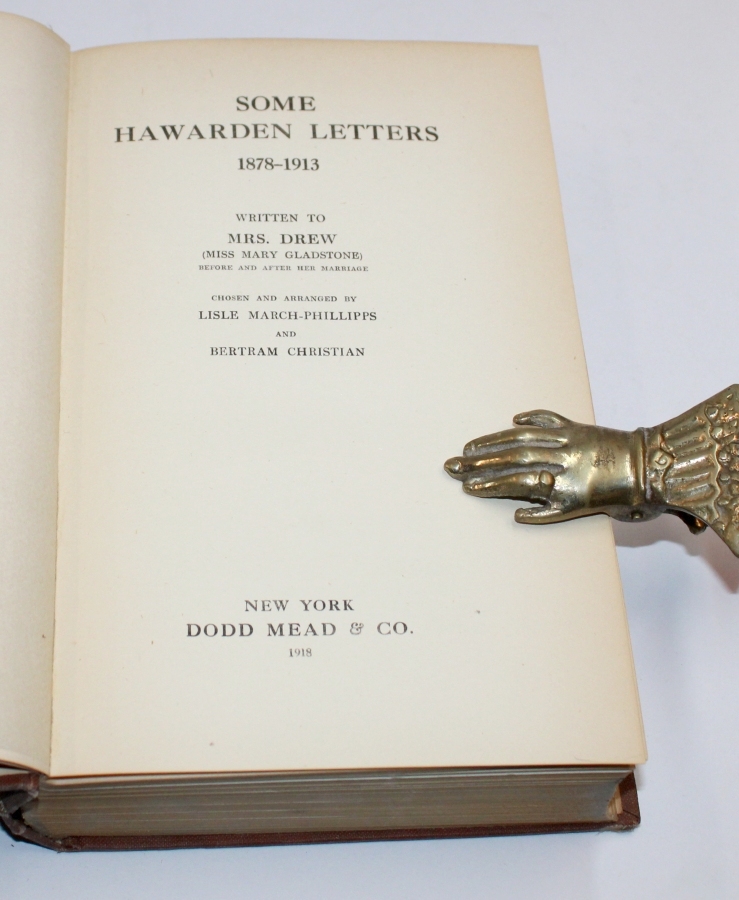 SOME
HAWARDEN LETTERS
1878–1913
WRITTEN TO
MRS. DREW
(MISS MARY GLADSTONE)
BEFORE AND AFTER HER MARRIAGE
CHOSEN AND ARRANGED BY
LISLE MARCH-PHILLIPPS
AND
BERTRAM CHRISTIAN
NEW YORK
DODD MEAD & CO.
1918